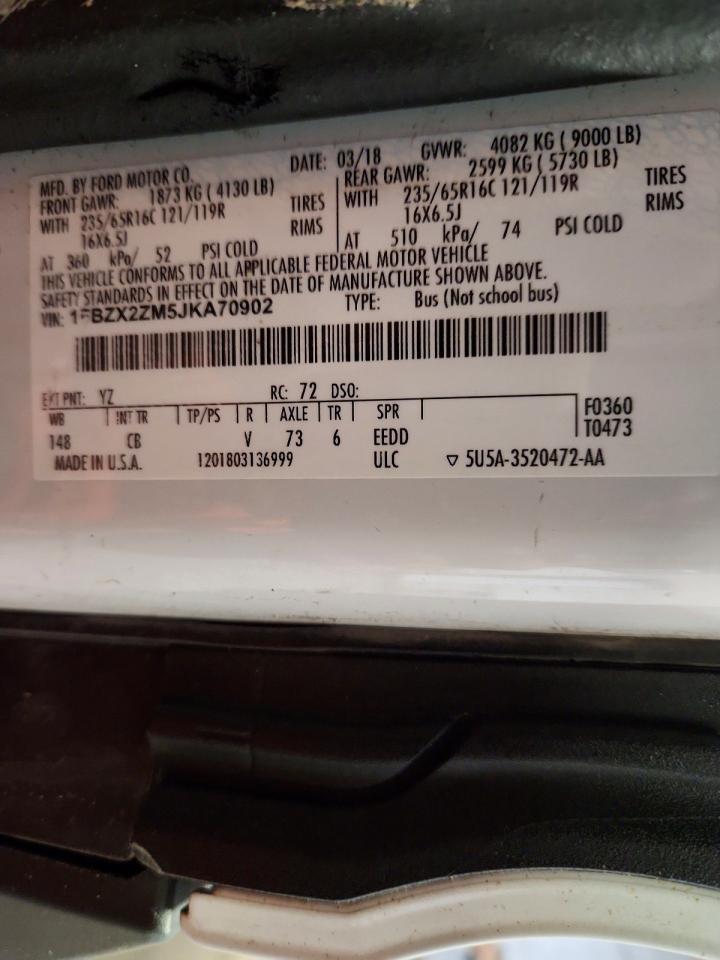 MFD. BY FORD MOTOR CO.
DATE: 03/18 GVWR: 4082 KG ( 9000 LB)
FRONT GAWR: 1873 KG ( 4130 LB)
WITH 235/65R16C 121/119R TIRES
16X6.5J RIMS
AT 360 kPa/ 52 PSI COLD
REAR GAWR: 2599 KG ( 5730 LB)
WITH 235/65R16C 121/119R TIRES
16X6.5J RIMS
AT 510 kPa/ 74 PSI COLD
THIS VEHICLE CONFORMS TO ALL APPLICABLE FEDERAL MOTOR VEHICLE
SAFETY STANDARDS IN EFFECT ON THE DATE OF MANUFACTURE SHOWN ABOVE.
VIN: 1FBZX2ZM5JKA70902 TYPE: Bus (Not school bus)
EXT PNT: YZ RC: 72 DSO:
WB INT TR TP/PS R AXLE TR SPR F0360
148 CB V 73 6 EEDD T0473
MADE IN U.S.A. 1201803136999 ULC ▽ 5U5A-3520472-AA